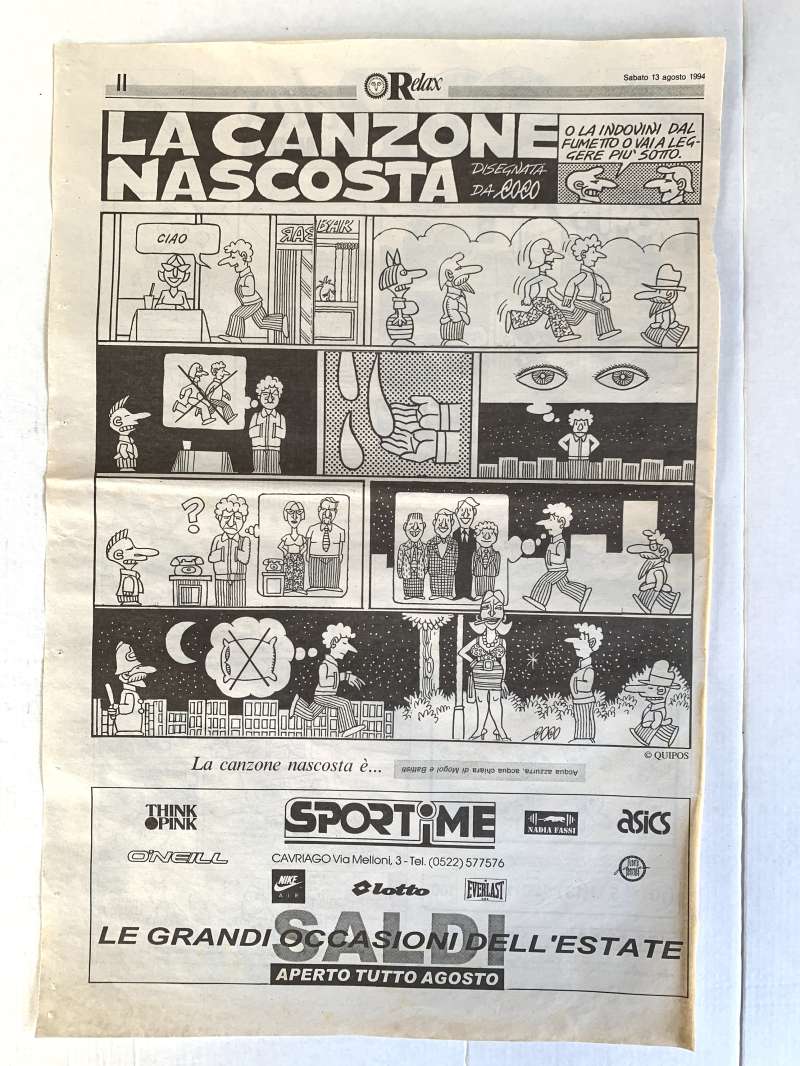 II
Relax
Sabato 13 agosto 1994
LA CANZONE
NASCOSTA
DISEGNATA
DA COCO
O LA INDOVINI DAL
FUMETTO O VAI A LEG-
GERE PIU' SOTTO.
CIAO
BAR
BAR
?
COCO
© QUIPOS
La canzone nascosta è...
Acqua azzurra, acqua chiara di Mogol e Battisti
THINK
PINK
SPORTiME
NADIA FASSI
asics
O'NEILL
CAVRIAGO Via Melloni, 3 - Tel. (0522) 577576
NIKE
AIR
lotto
EVERLAST
SALDI
LE GRANDI OCCASIONI DELL'ESTATE
APERTO TUTTO AGOSTO